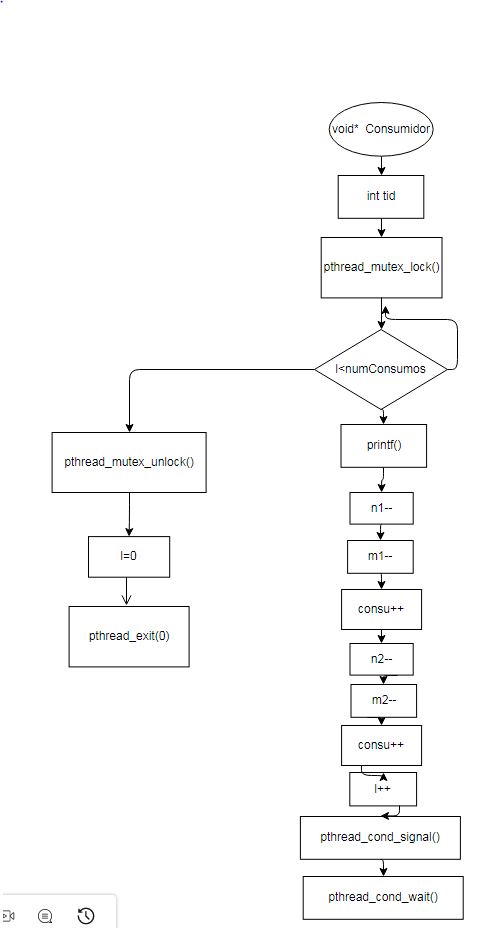 void* Consumidor
int tid
pthread_mutex_lock()
I<numConsumos
printf()
pthread_mutex_unlock()
n1--
m1--
I=0
consu++
pthread_exit(0)
n2--
m2--
consu++
I++
pthread_cond_signal()
pthread_cond_wait()